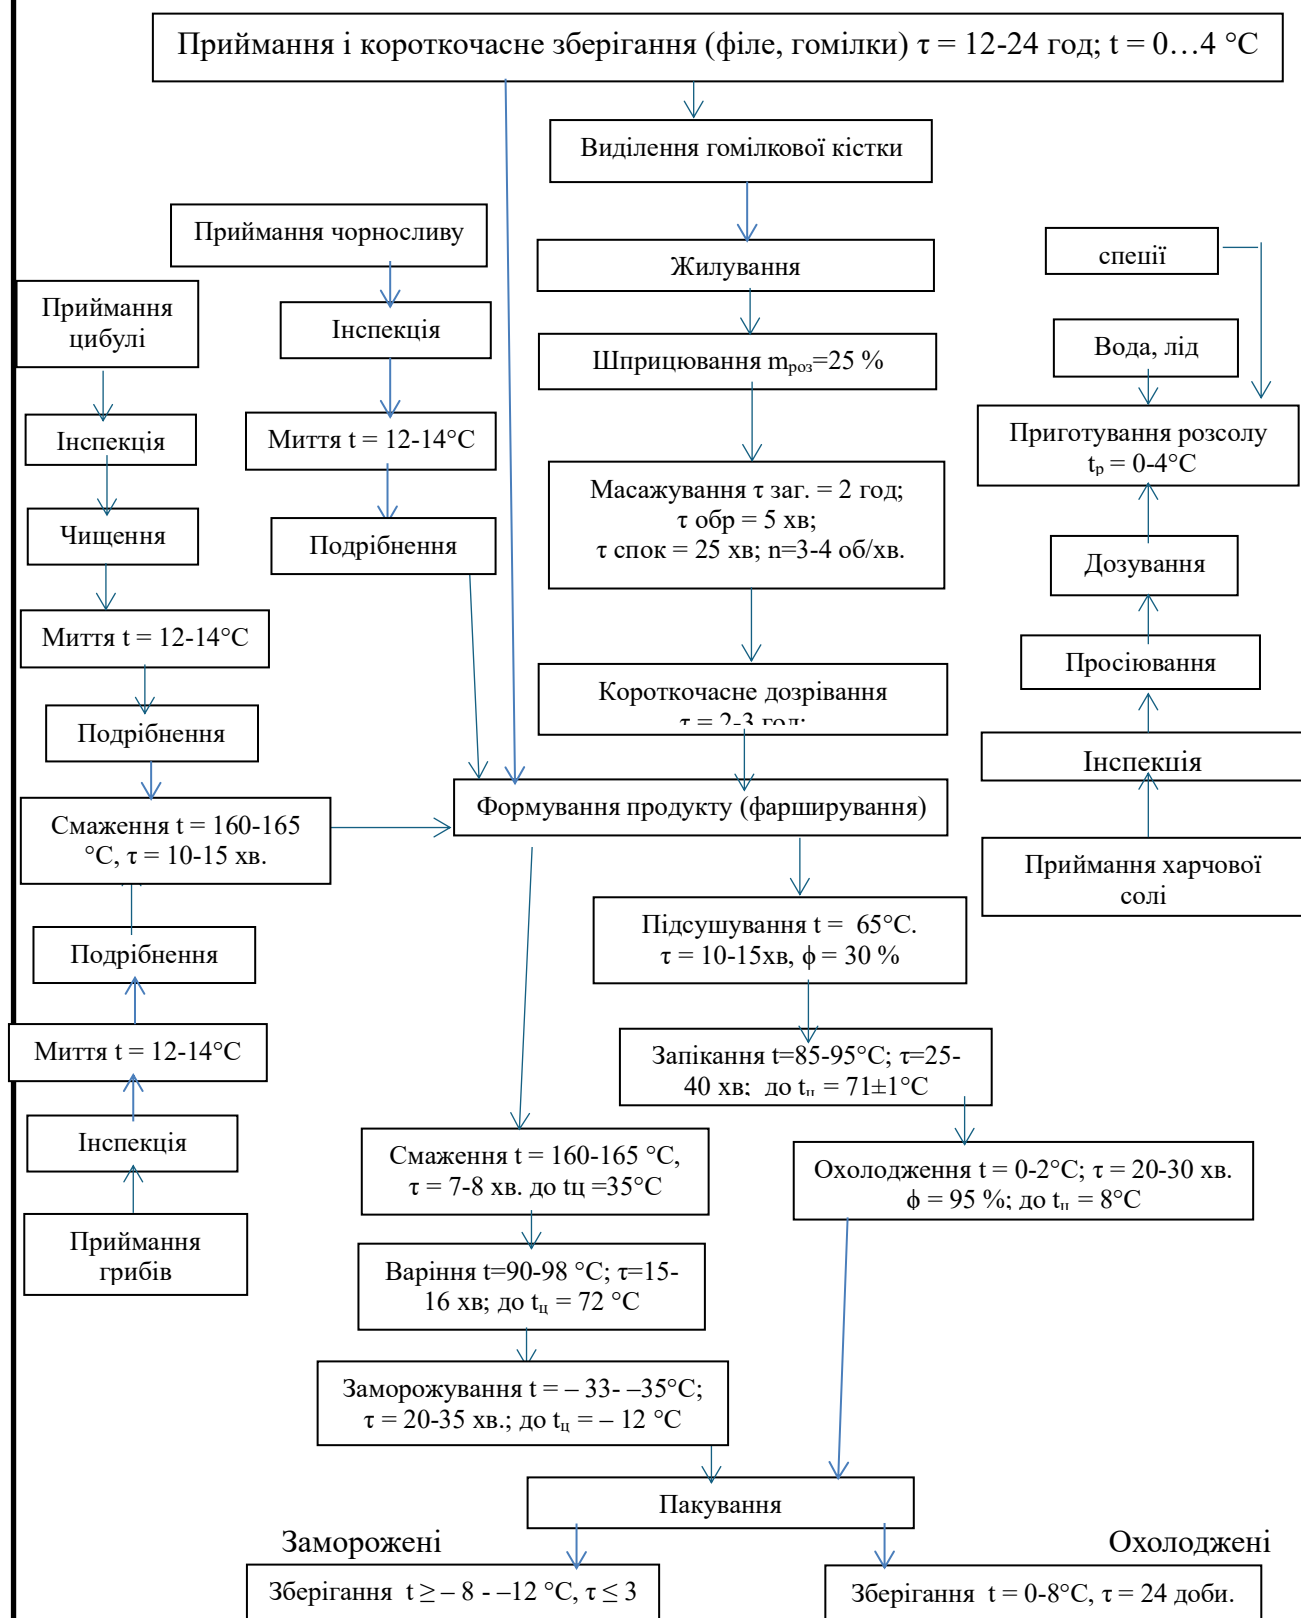 Приймання і короткочасне зберігання (філе, гомілки) τ = 12-24 год; t = 0…4 °C
Виділення гомілкової кістки
Жилування
Шприцювання mроз=25 %
Масажування τ заг. = 2 год;
τ обр = 5 хв;
τ спок = 25 хв; n=3-4 об/хв.
Короткочасне дозрівання
τ = 2-3 год;
Приймання чорносливу
Інспекція
Миття t = 12-14°C
Подрібнення
Приймання
цибулі
Інспекція
Чищення
Миття t = 12-14°C
Подрібнення
Смаження t = 160-165
°C, τ = 10-15 хв.
Подрібнення
Миття t = 12-14°C
Інспекція
Приймання
грибів
спеції
Вода, лід
Приготування розсолу
tр = 0-4°C
Дозування
Просіювання
Інспекція
Приймання харчової
солі
Формування продукту (фарширування)
Підсушування t = 65°C.
τ = 10-15хв, ϕ = 30 %
Запікання t=85-95°C; τ=25-
40 хв; до tц = 71±1°C
Охолодження t = 0-2°C; τ = 20-30 хв.
ϕ = 95 %; до tц = 8°C
Смаження t = 160-165 °C,
τ = 7-8 хв. до tц =35°C
Варіння t=90-98 °C; τ=15-
16 хв; до tц = 72 °C
Заморожування t = – 33- –35°C;
τ = 20-35 хв.; до tц = – 12 °C
Пакування
Заморожені
Охолоджені
Зберігання t ≥ – 8 - –12 °C, τ ≤ 3
Зберігання t = 0-8°C, τ = 24 доби.